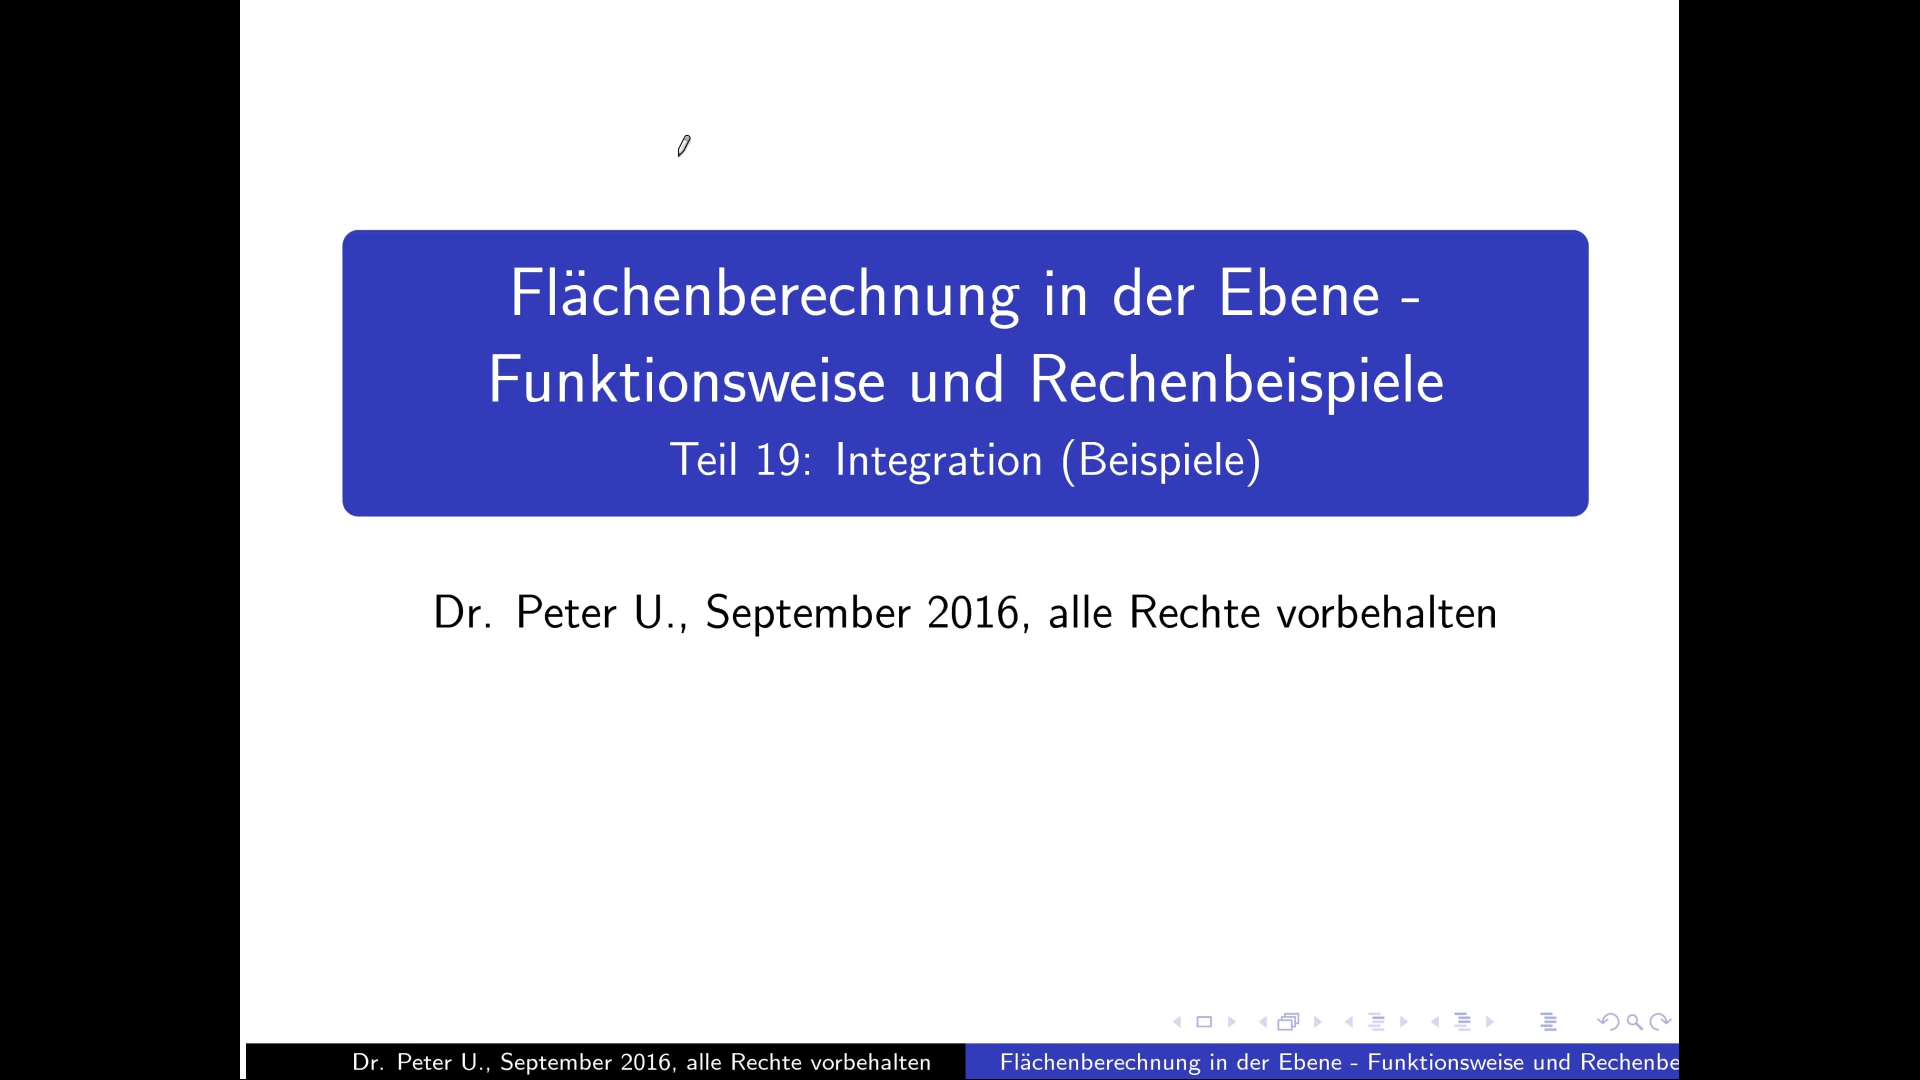 Flächenberechnung in der Ebene -
Funktionsweise und Rechenbeispiele
Teil 19: Integration (Beispiele)
Dr. Peter U., September 2016, alle Rechte vorbehalten
Dr. Peter U., September 2016, alle Rechte vorbehalten
Flächenberechnung in der Ebene - Funktionsweise und Rechenbe